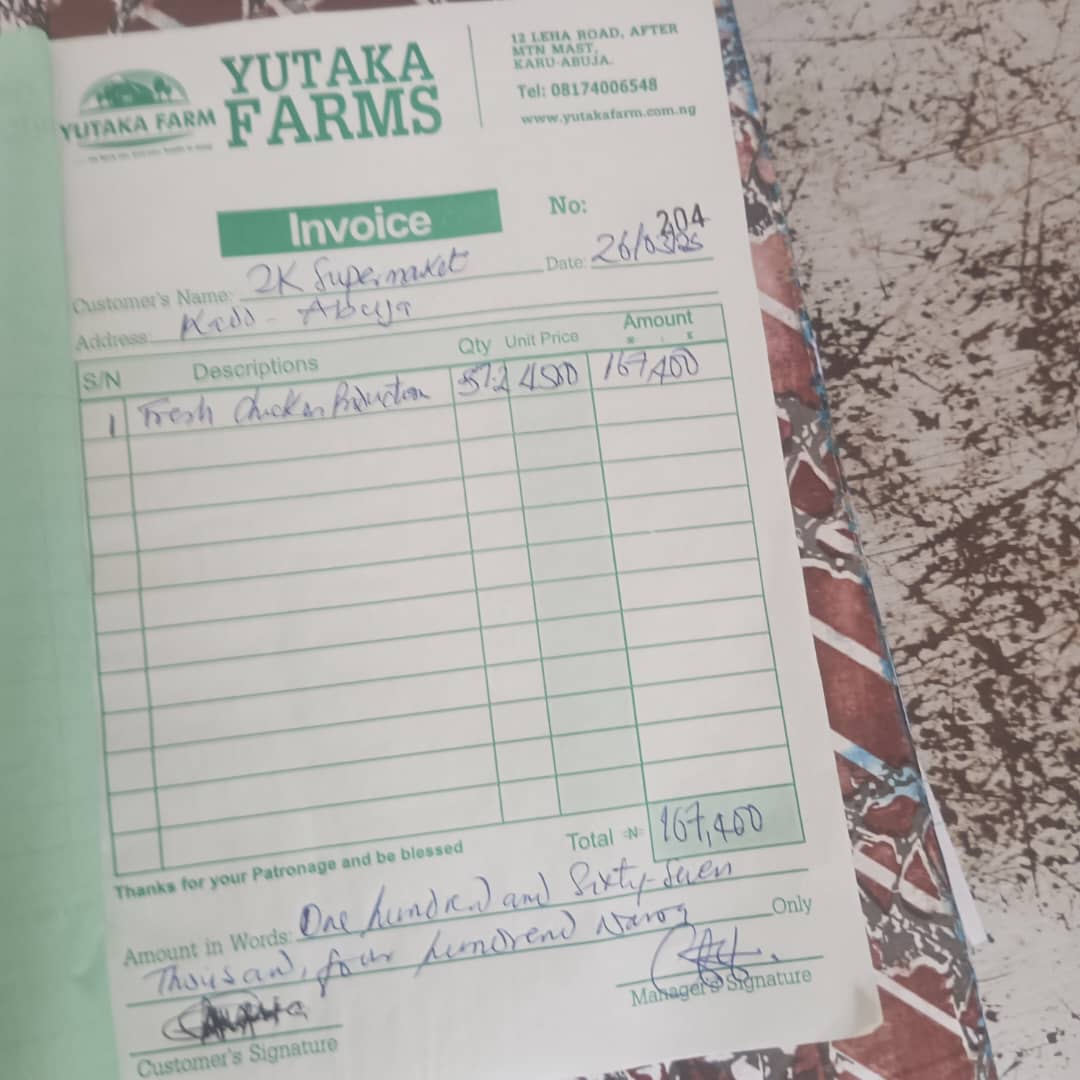 YUTAKA FARM
YUTAKA
FARMS
12 LEHA ROAD, AFTER
MTN MAST,
KARU-ABUJA.
Tel: 08174006548
www.yutakafarm.com.ng
Invoice
No: 204
Customer's Name: 2K Supermarket
Date: 26/03/25
Address: Kado - Abuja
S/N Descriptions Qty Unit Price Amount
1 Fresh Chicken Production 37.2 4500 167,400
Thanks for your Patronage and be blessed
Total =N= 167,400
Amount in Words: One hundred and Sixty-Seven
Thousand, four hundrend Naira Only
Customer's Signature
Manager's Signature